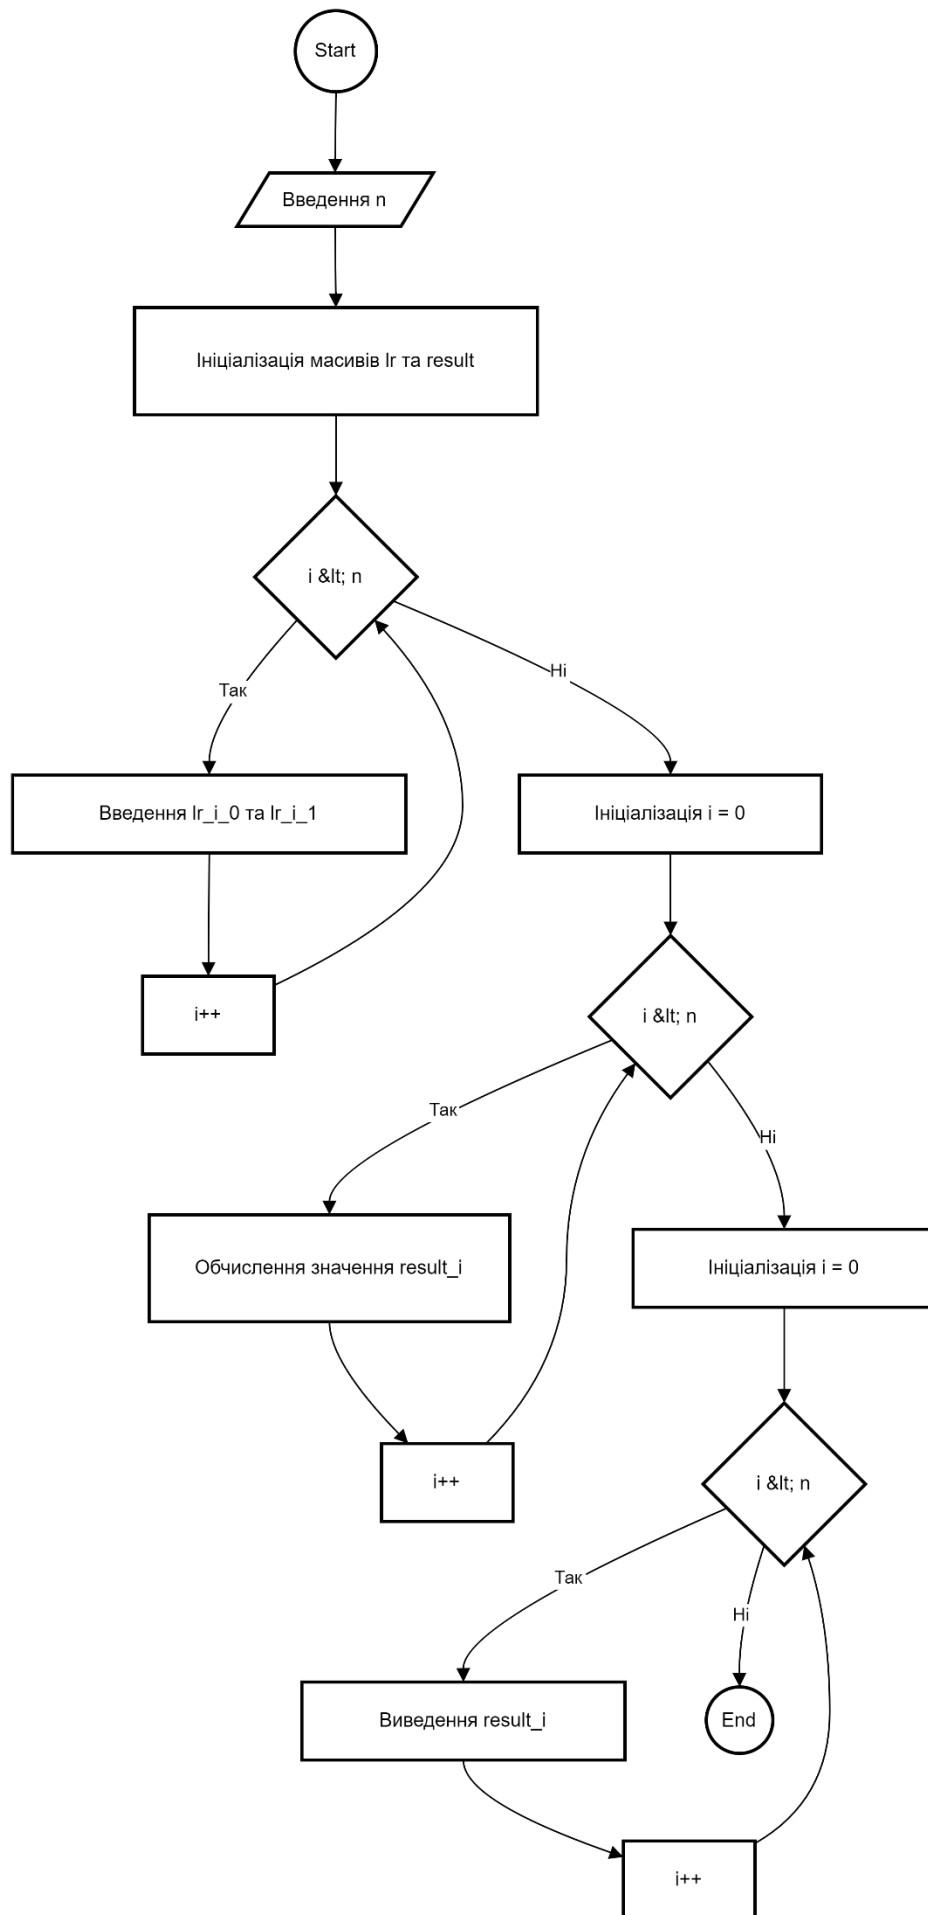 Start
Введення n
Ініціалізація масивів lr та result
i &lt; n
Так
Ні
Введення lr_i_0 та lr_i_1
Ініціалізація i = 0
i++
i &lt; n
Так
Ні
Обчислення значення result_i
Ініціалізація i = 0
i++
i &lt; n
Так
Ні
Виведення result_i
End
i++